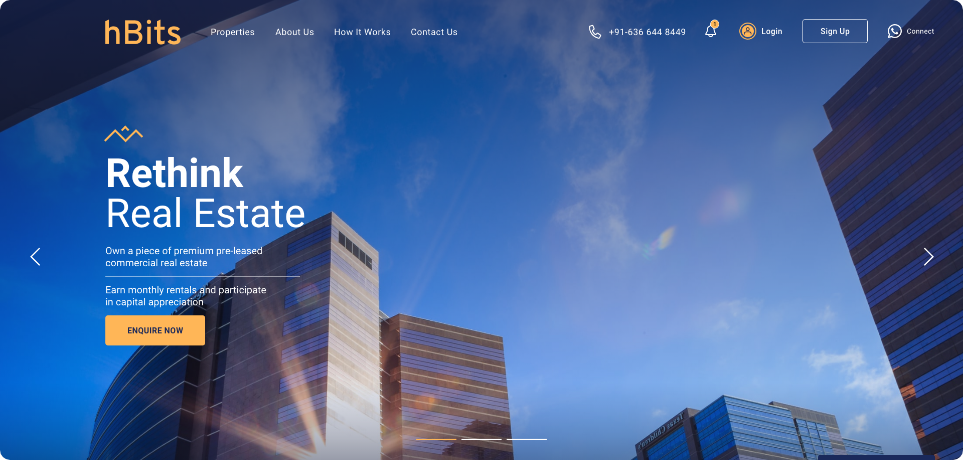 hBits
Properties
About Us
How It Works
Contact Us
+91-636 644 8449
Login
Sign Up
Connect
Rethink
Real Estate
Own a piece of premium pre-leased
commercial real estate
Earn monthly rentals and participate
in capital appreciation
ENQUIRE NOW